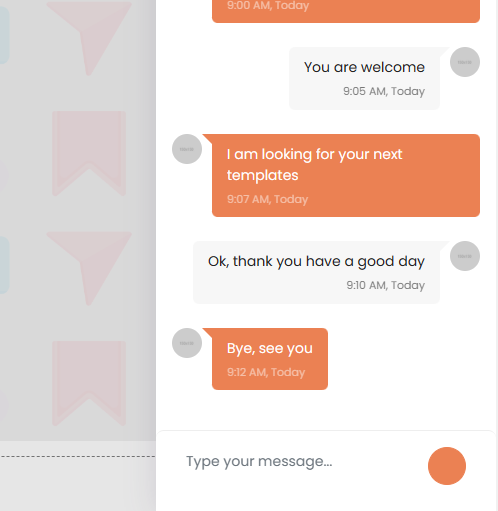 9:00 AM, Today
You are welcome
9:05 AM, Today
I am looking for your next
templates
9:07 AM, Today
Ok, thank you have a good day
9:10 AM, Today
Bye, see you
9:12 AM, Today
Type your message...